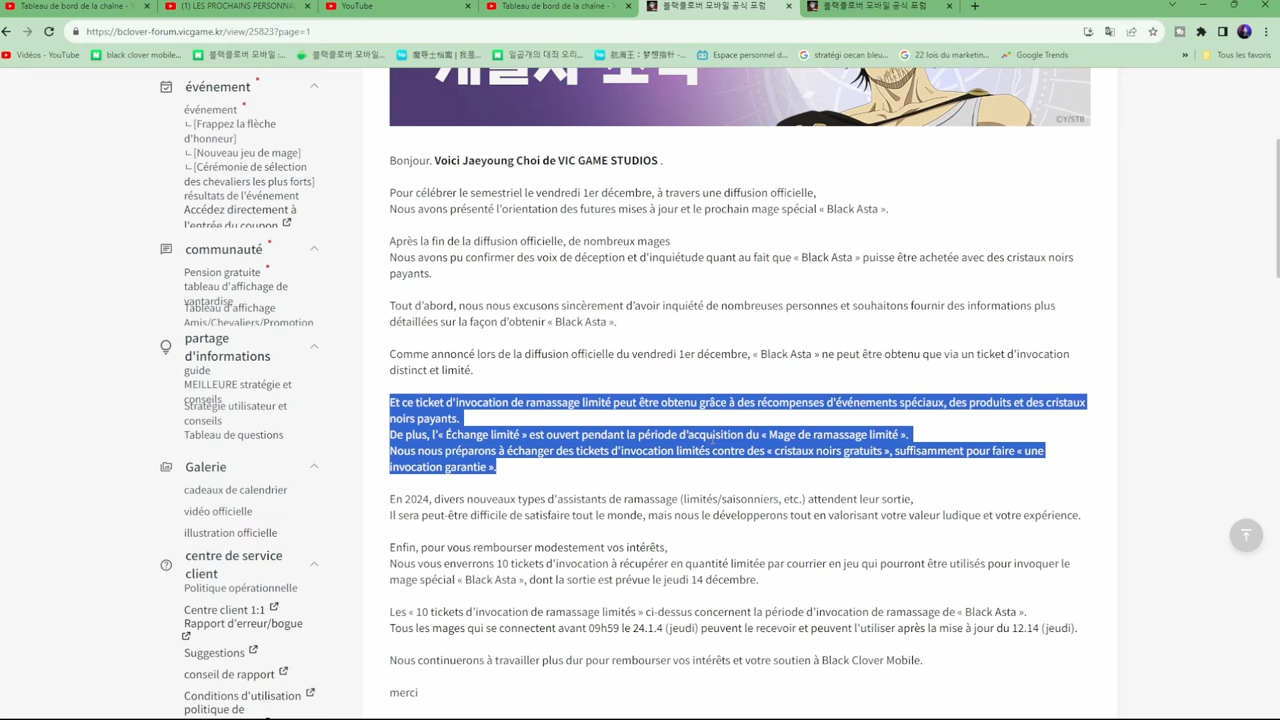 Tableau de bord de la chaîne -
(1) LES PROCHAINS PERSONNA
YouTube
Tableau de bord de la chaîne -
블랙클로버 모바일 공식 포럼
블랙클로버 모바일 공식 포럼
https://bclover-forum.vicgame.kr/view/25823?page=1
Vidéos - YouTube
black clover mobile...
블랙클로버 모바일...
블랙클로버 모바일...
魔导士档案 | 我是...
일곱개의 대죄 오리...
航海王：梦想指针 -...
Espace personnel d...
stratégi oecan bleu...
22 lois du marketin...
Google Trends
Tous les favoris
개발자 노트
©Y/STB
événement
événement
ㄴ[Frappez la flèche
d'honneur]
ㄴ[Nouveau jeu de mage]
ㄴ[Cérémonie de sélection
des chevaliers les plus forts]
résultats de l'événement
Accédez directement à
l'entrée du coupon
communauté
Pension gratuite
tableau d'affichage de
vantardise
Tableau d'affichage
Amis/Chevaliers/Promotion
partage
d'informations
guide
MEILLEURE stratégie et
conseils
Stratégie utilisateur et
conseils
Tableau de questions
Galerie
cadeaux de calendrier
vidéo officielle
illustration officielle
centre de service
client
Politique opérationnelle
Centre client 1:1
Rapport d'erreur/bogue
Suggestions
conseil de rapport
Conditions d'utilisation
politique de
Bonjour. Voici Jaeyoung Choi de VIC GAME STUDIOS .
Pour célébrer le semestriel le vendredi 1er décembre, à travers une diffusion officielle,
Nous avons présenté l'orientation des futures mises à jour et le prochain mage spécial « Black Asta ».
Après la fin de la diffusion officielle, de nombreux mages
Nous avons pu confirmer des voix de déception et d'inquiétude quant au fait que « Black Asta » puisse être achetée avec des cristaux noirs
payants.
Tout d'abord, nous nous excusons sincèrement d'avoir inquiété de nombreuses personnes et souhaitons fournir des informations plus
détaillées sur la façon d'obtenir « Black Asta ».
Comme annoncé lors de la diffusion officielle du vendredi 1er décembre, « Black Asta » ne peut être obtenu que via un ticket d'invocation
distinct et limité.
Et ce ticket d'invocation de ramassage limité peut être obtenu grâce à des récompenses d'événements spéciaux, des produits et des cristaux
noirs payants.
De plus, l'« Échange limité » est ouvert pendant la période d'acquisition du « Mage de ramassage limité ».
Nous nous préparons à échanger des tickets d'invocation limités contre des « cristaux noirs gratuits », suffisamment pour faire « une
invocation garantie ».
En 2024, divers nouveaux types d'assistants de ramassage (limités/saisonniers, etc.) attendent leur sortie,
Il sera peut-être difficile de satisfaire tout le monde, mais nous le développerons tout en valorisant votre valeur ludique et votre expérience.
Enfin, pour vous rembourser modestement vos intérêts,
Nous vous enverrons 10 tickets d'invocation à récupérer en quantité limitée par courrier en jeu qui pourront être utilisés pour invoquer le
mage spécial « Black Asta », dont la sortie est prévue le jeudi 14 décembre.
Les « 10 tickets d'invocation de ramassage limités » ci-dessus concernent la période d'invocation de ramassage de « Black Asta ».
Tous les mages qui se connectent avant 09h59 le 24.1.4 (jeudi) peuvent le recevoir et peuvent l'utiliser après la mise à jour du 12.14 (jeudi).
Nous continuerons à travailler plus dur pour rembourser vos intérêts et votre soutien à Black Clover Mobile.
merci